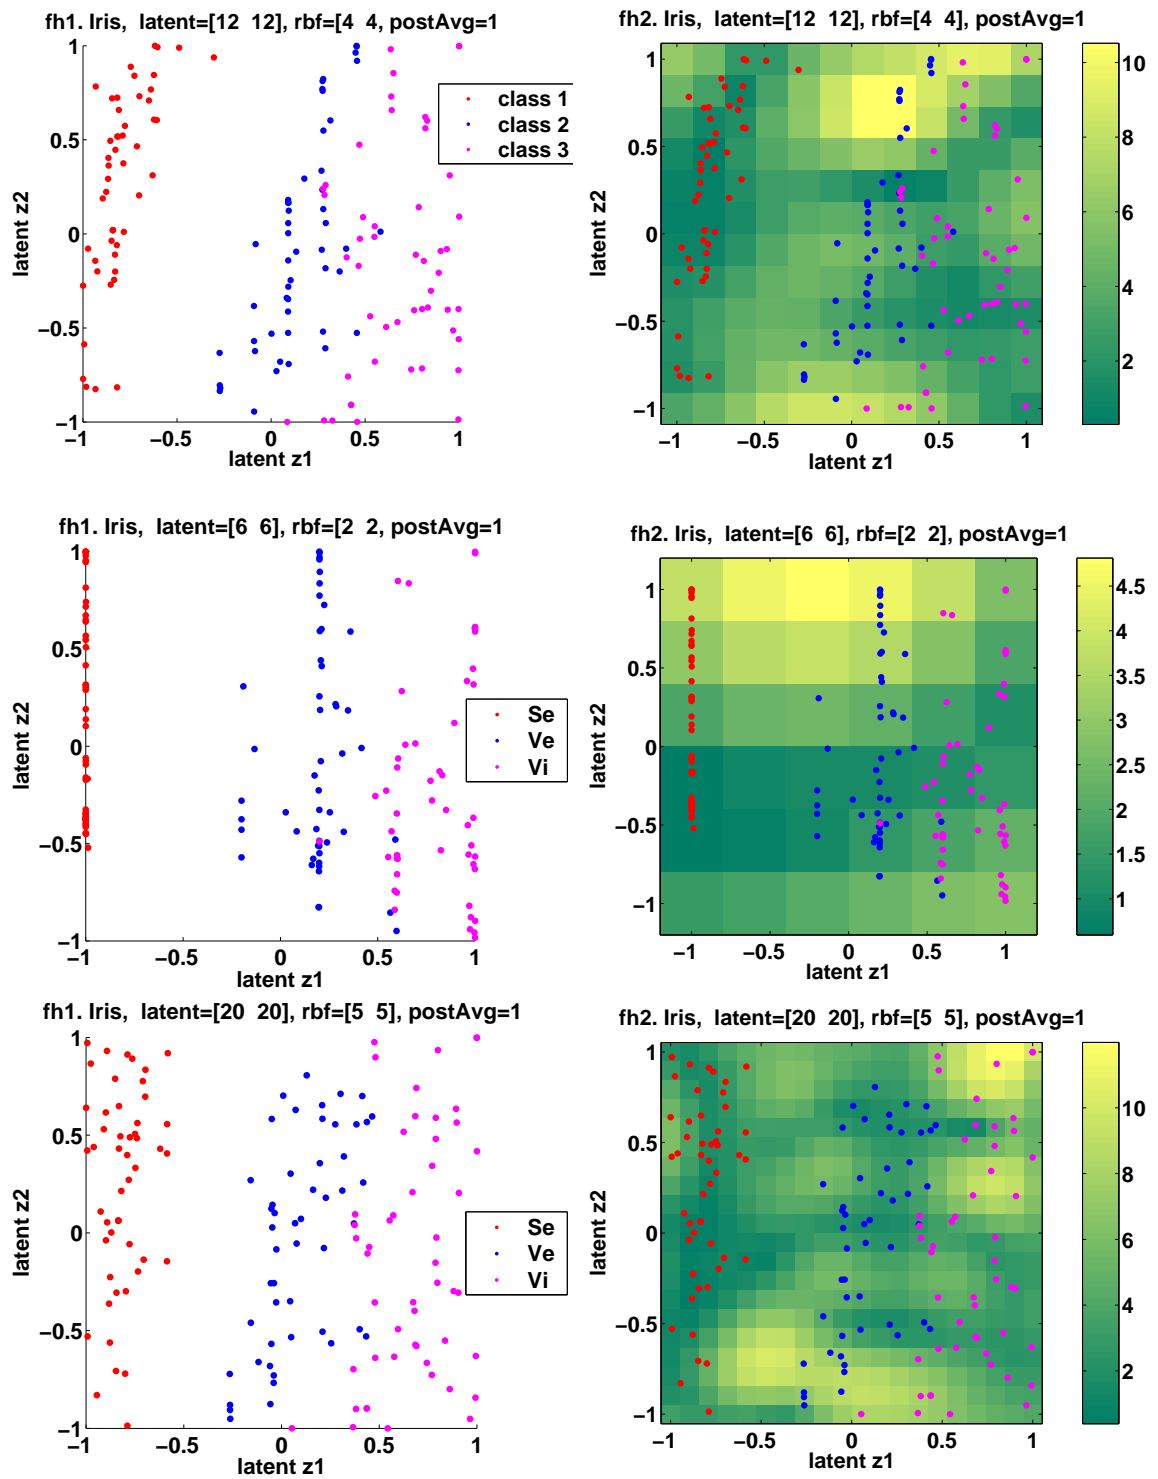 fh1. Iris, latent=[12 12], rbf=[4 4, postAvg=1
1
0.5
0
−0.5
−1
−1
−0.5
0
0.5
1
latent z2
latent z1
class 1
class 2
class 3
fh2. Iris, latent=[12 12], rbf=[4 4], postAvg=1
1
0.5
0
−0.5
−1
−1
−0.5
0
0.5
1
latent z2
latent z1
10
8
6
4
2
fh1. Iris, latent=[6 6], rbf=[2 2, postAvg=1
1
0.5
0
−0.5
−1
−1
−0.5
0
0.5
1
latent z2
latent z1
Se
Ve
Vi
fh2. Iris, latent=[6 6], rbf=[2 2], postAvg=1
1
0.5
0
−0.5
−1
−1
−0.5
0
0.5
1
latent z2
latent z1
4.5
4
3.5
3
2.5
2
1.5
1
fh1. Iris, latent=[20 20], rbf=[5 5], postAvg=1
1
0.5
0
−0.5
−1
−1
−0.5
0
0.5
1
latent z2
latent z1
Se
Ve
Vi
fh2. Iris, latent=[20 20], rbf=[5 5], postAvg=1
1
0.5
0
−0.5
−1
−1
−0.5
0
0.5
1
latent z2
latent z1
10
8
6
4
2